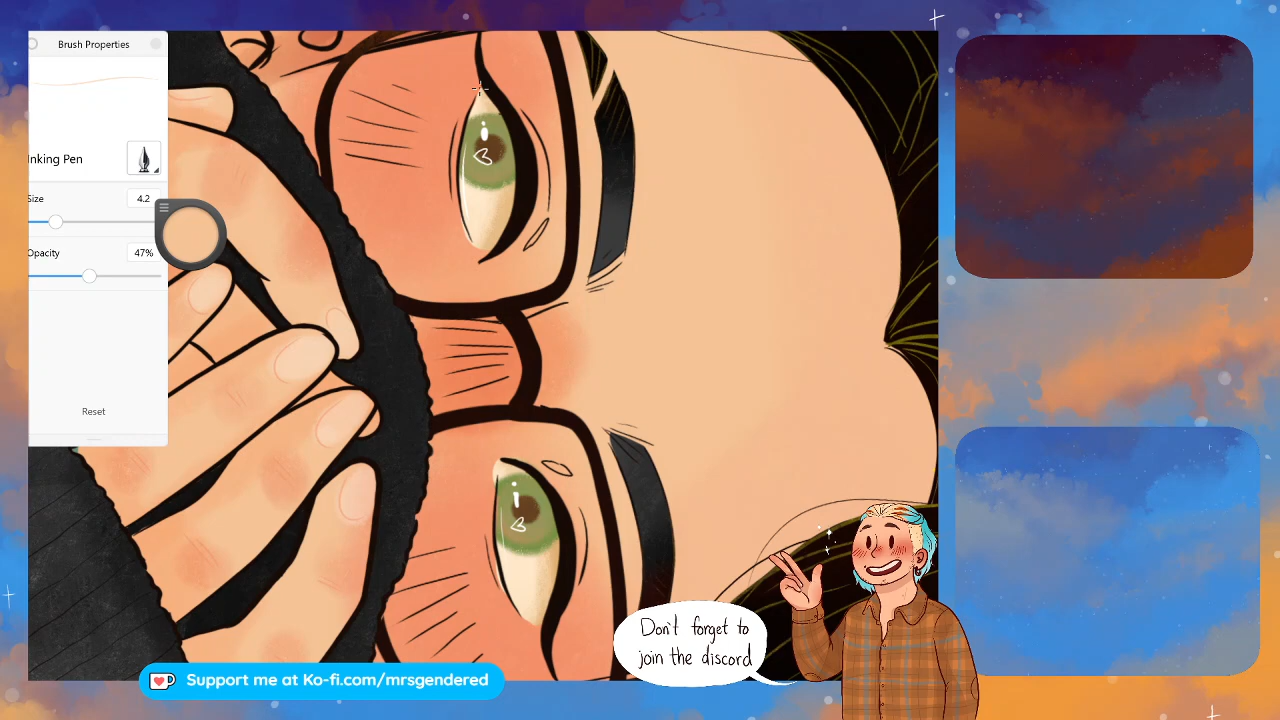 Brush Properties
Inking Pen
Size 4.2
Opacity 47%
Reset
Don't forget to
join the discord
Support me at Ko-fi.com/mrsgendered